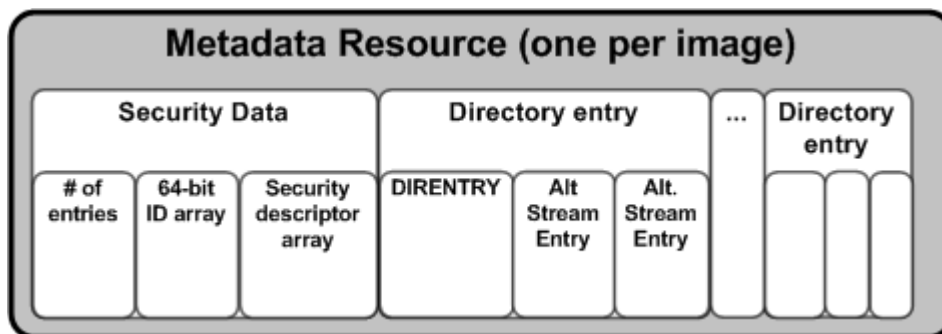 Metadata Resource (one per image)
Security Data
Directory entry
...
Directory
entry
# of
entries
64-bit
ID array
Security
descriptor
array
DIRENTRY
Alt
Stream
Entry
Alt.
Stream
Entry